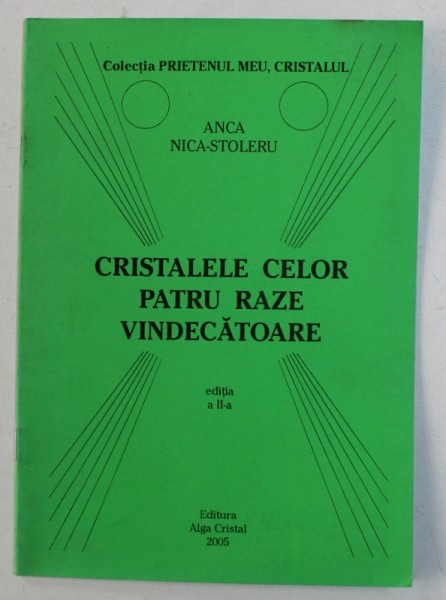 Colecția PRIETENUL MEU, CRISTALUL
ANCA
NICA-STOLERU
CRISTALELE CELOR
PATRU RAZE
VINDECĂTOARE
ediția
a II-a
Editura
Alga Cristal
2005